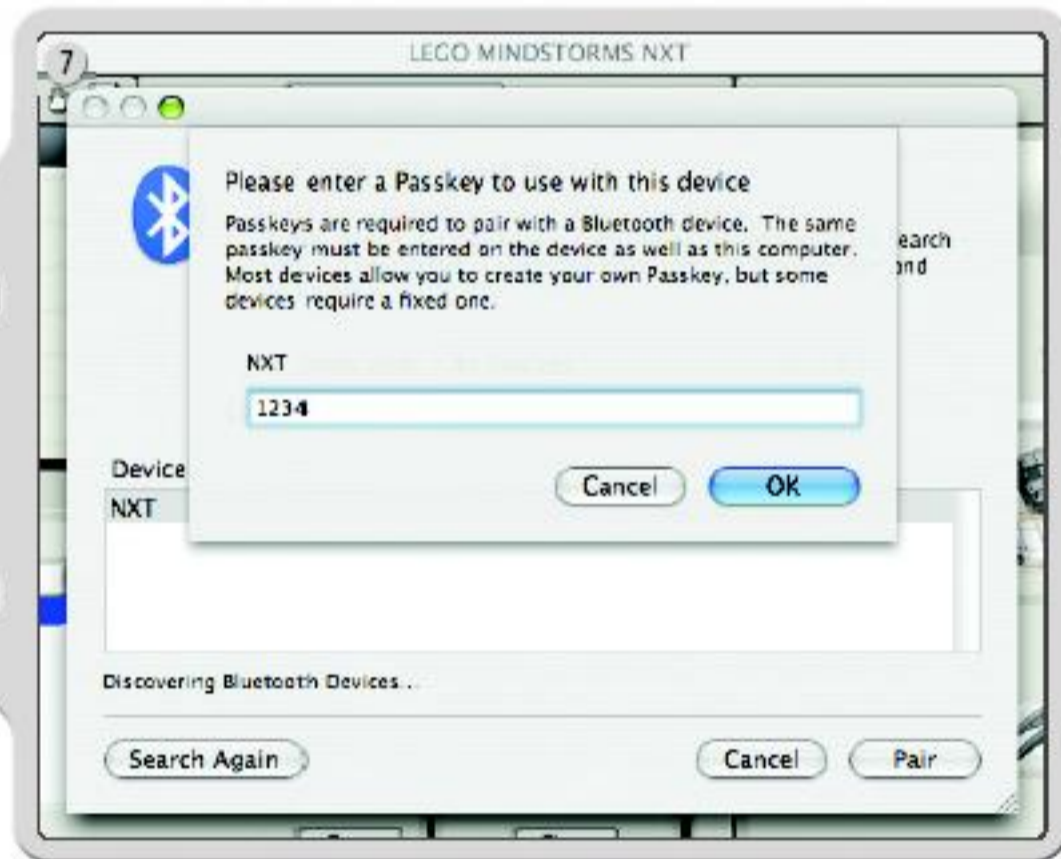 7
LEGO MINDSTORMS NXT
Please enter a Passkey to use with this device
Passkeys are required to pair with a Bluetooth device. The same
passkey must be entered on the device as well as this computer.
Most devices allow you to create your own Passkey, but some
devices require a fixed one.
earch
and
NXT
1234
Cancel OK
Device
NXT
Discovering Bluetooth Devices...
Search Again Cancel Pair